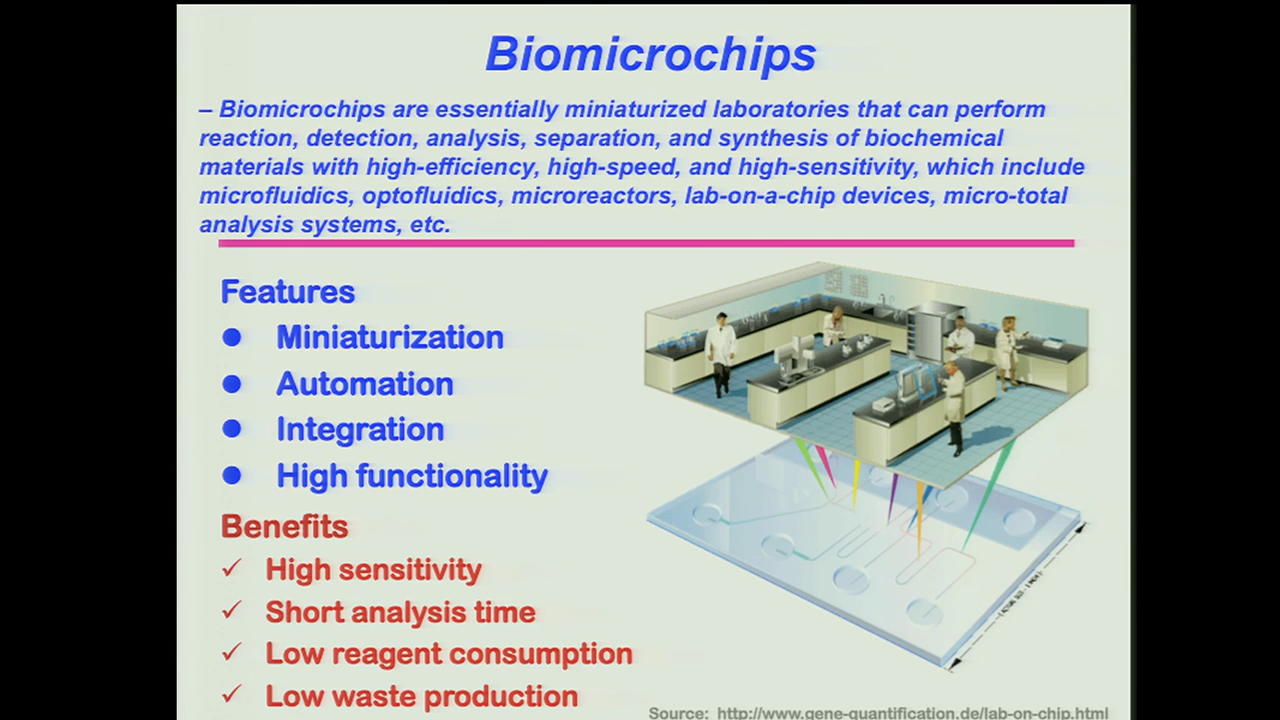 Biomicrochips
– Biomicrochips are essentially miniaturized laboratories that can perform
reaction, detection, analysis, separation, and synthesis of biochemical
materials with high-efficiency, high-speed, and high-sensitivity, which include
microfluidics, optofluidics, microreactors, lab-on-a-chip devices, micro-total
analysis systems, etc.
Features
● Miniaturization
● Automation
● Integration
● High functionality
Benefits
✓ High sensitivity
✓ Short analysis time
✓ Low reagent consumption
✓ Low waste production
Source: http://www.gene-quantification.de/lab-on-chip.html